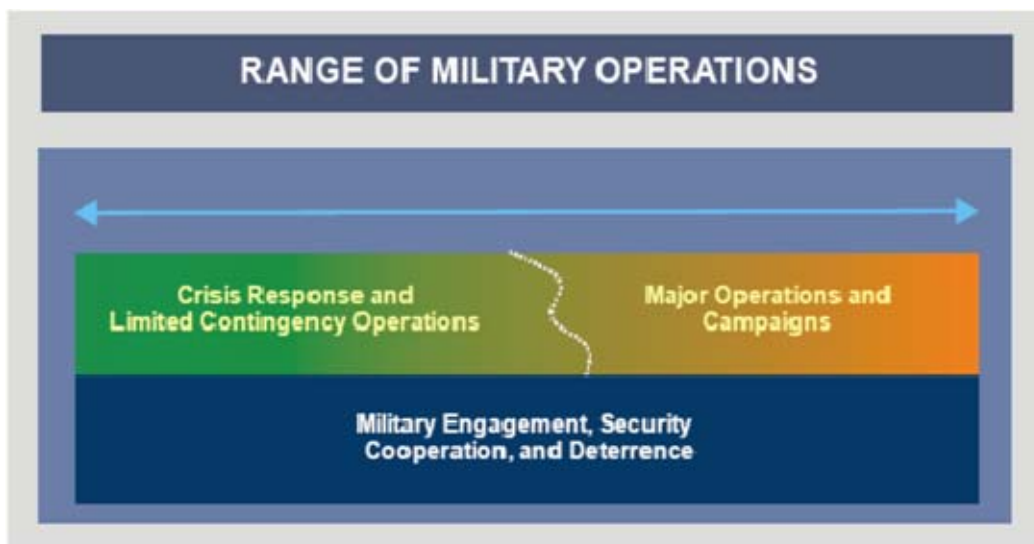 RANGE OF MILITARY OPERATIONS
Crisis Response and
Limited Contingency Operations
Major Operations and
Campaigns
Military Engagement, Security
Cooperation, and Deterrence